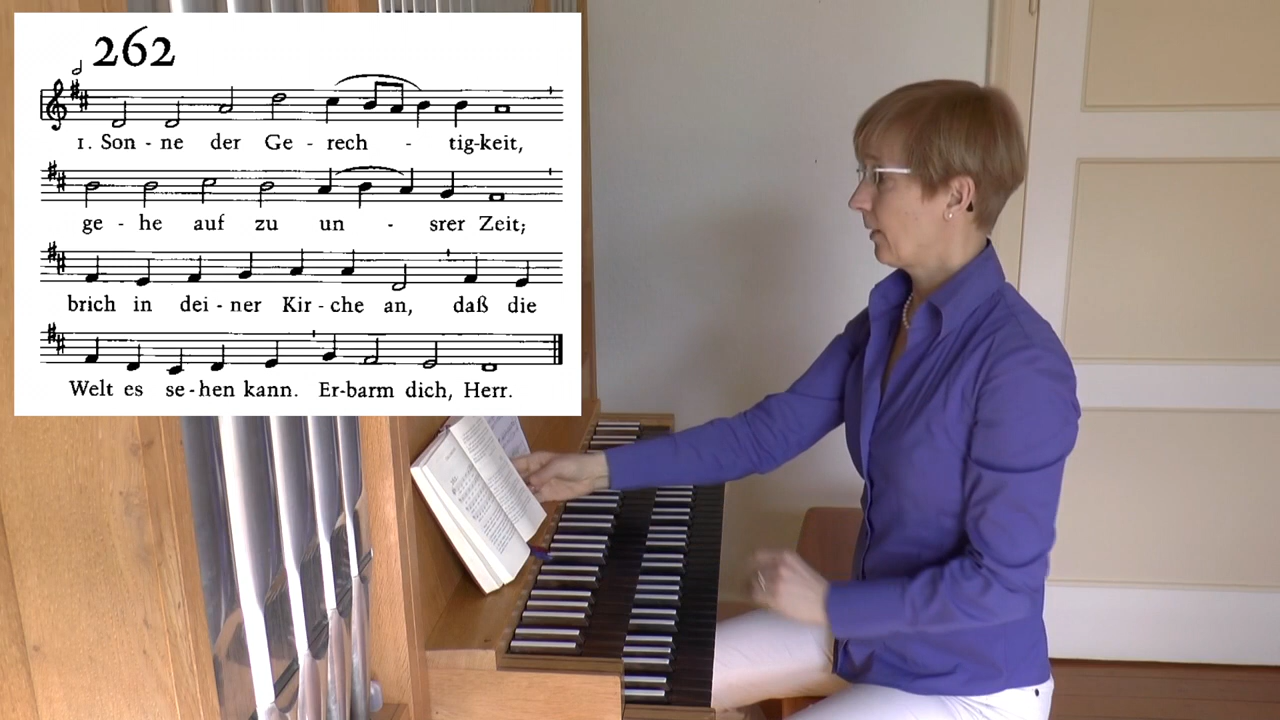 262
1. Son - ne der Ge - rech - tig-keit,
ge - he auf zu un - srer Zeit;
brich in dei - ner Kir - che an, daß die
Welt es se - hen kann. Er-barm dich, Herr.